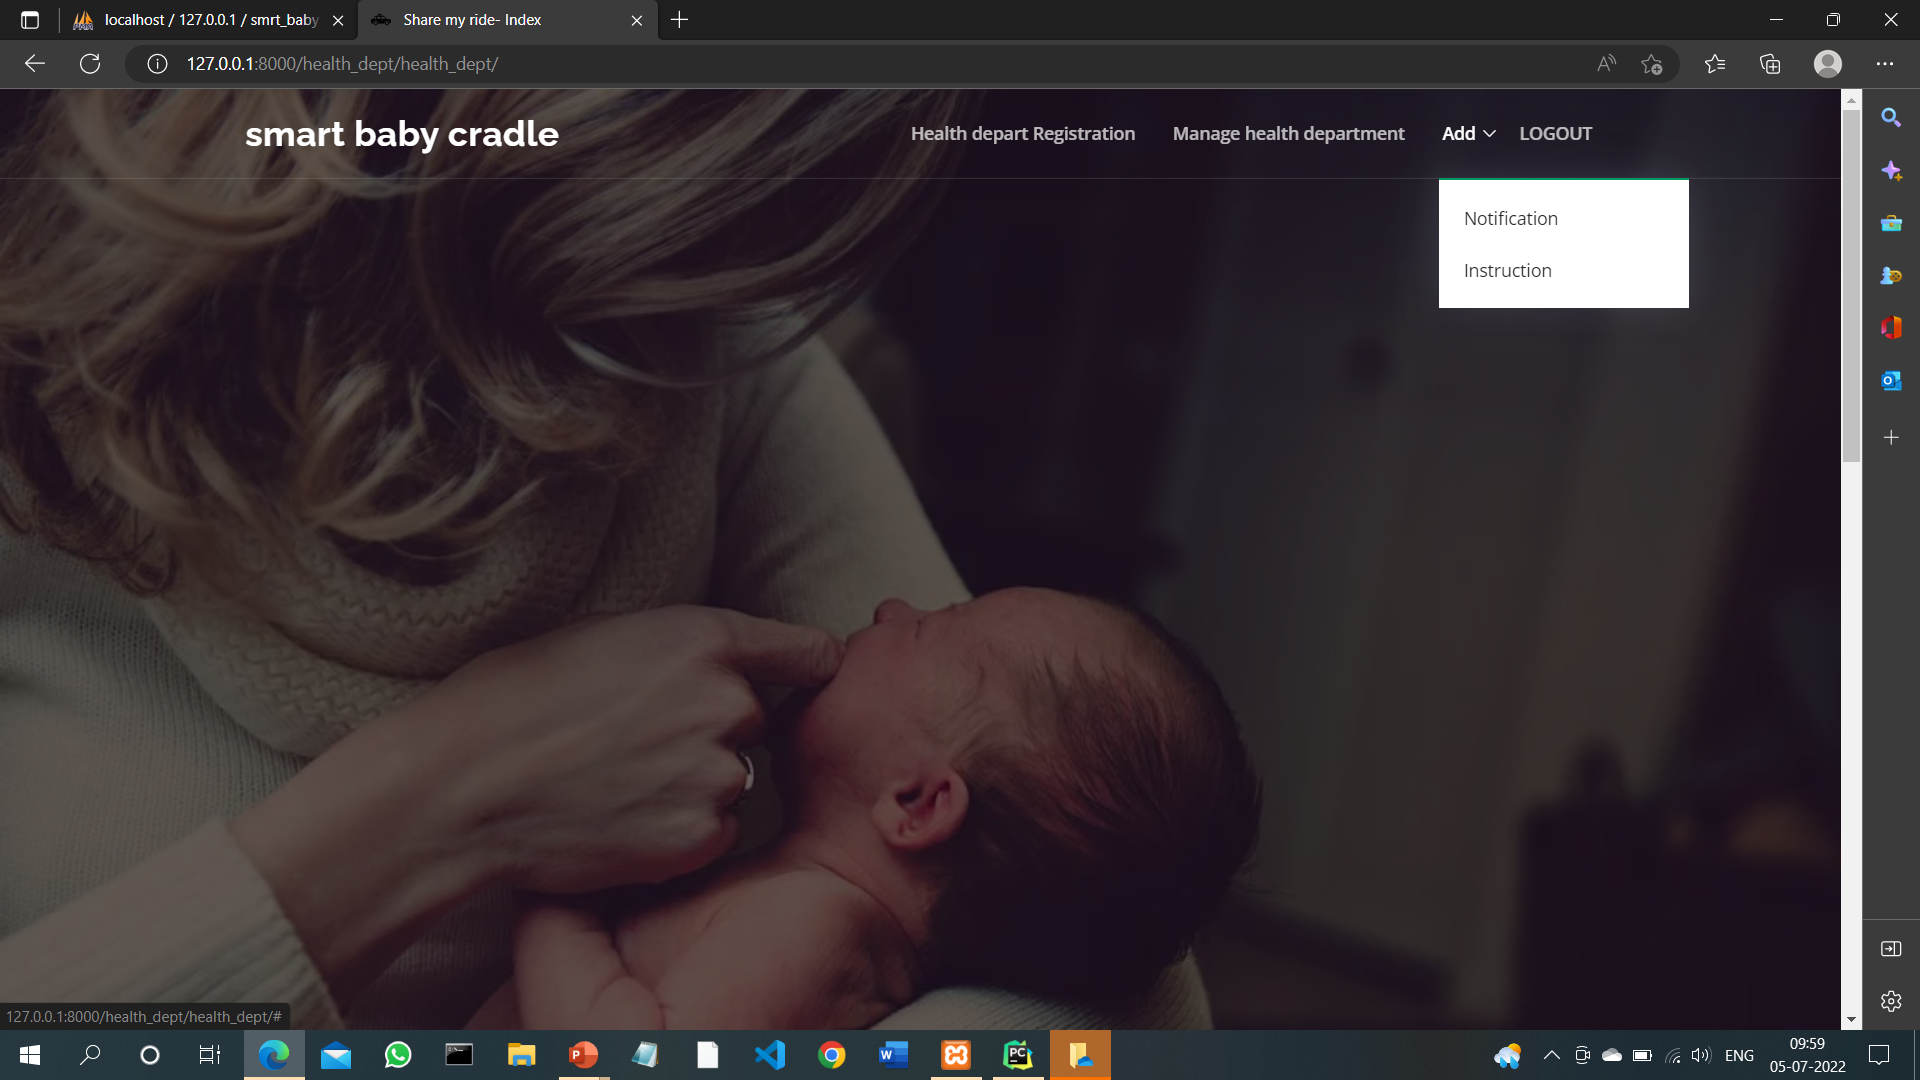 localhost / 127.0.0.1 / smrt_baby
Share my ride- Index
127.0.0.1:8000/health_dept/health_dept/
smart baby cradle
Health depart Registration
Manage health department
Add
LOGOUT
Notification
Instruction
127.0.0.1:8000/health_dept/health_dept/#
ENG
09:59
05-07-2022